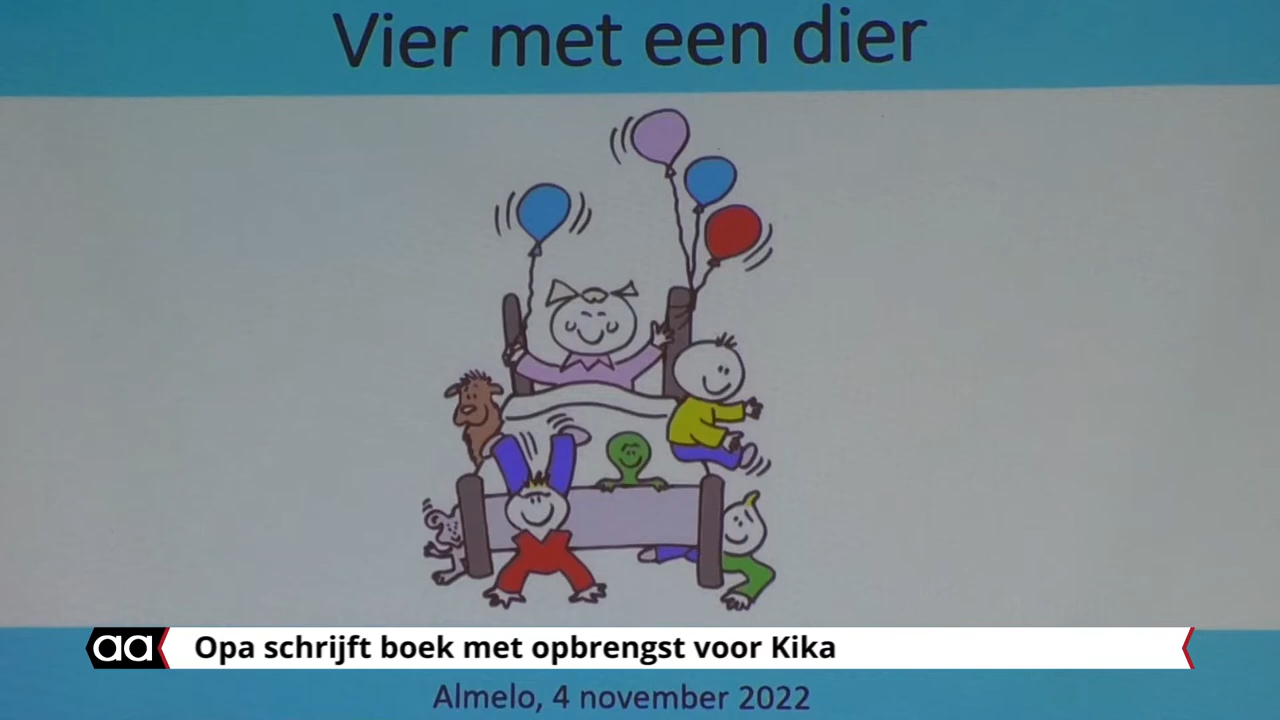 Vier met een dier
aa Opa schrijft boek met opbrengst voor Kika
Almelo, 4 november 2022